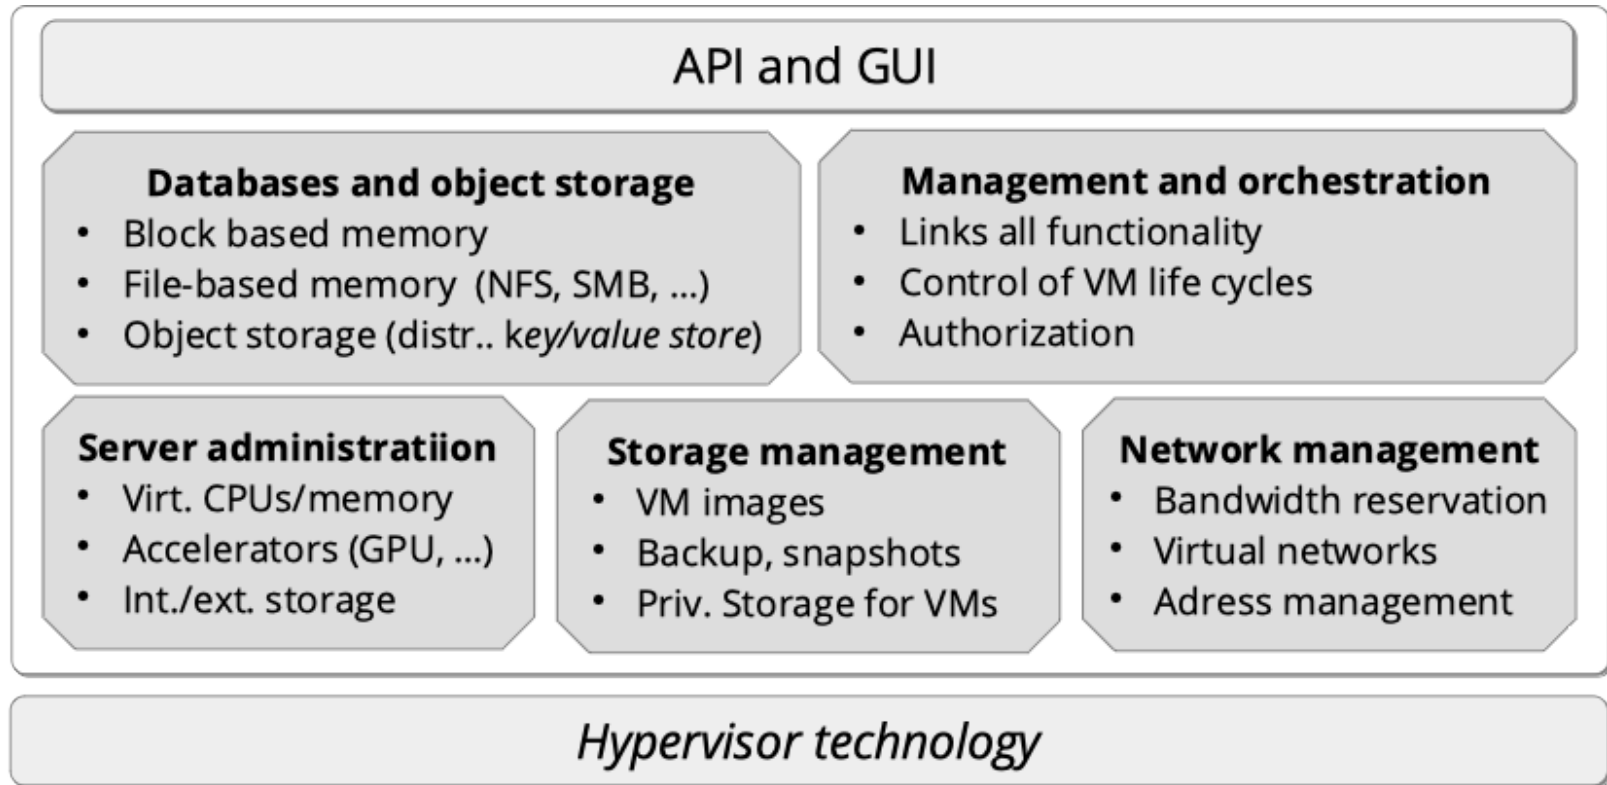 API and GUI
Databases and object storage
• Block based memory
• File-based memory (NFS, SMB, ...)
• Object storage (distr.. key/value store)
Management and orchestration
• Links all functionality
• Control of VM life cycles
• Authorization
Server administratiion
• Virt. CPUs/memory
• Accelerators (GPU, ...)
• Int./ext. storage
Storage management
• VM images
• Backup, snapshots
• Priv. Storage for VMs
Network management
• Bandwidth reservation
• Virtual networks
• Adress management
Hypervisor technology